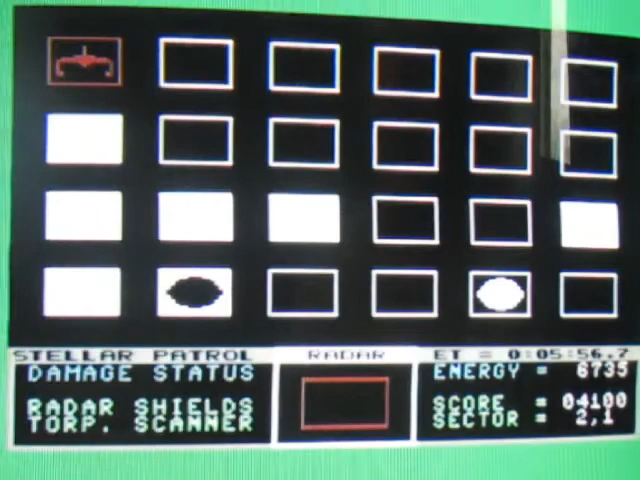 STELLAR PATROL
RADAR
ET = 0:05:56.7
DAMAGE STATUS
RADAR SHIELDS
TORP. SCANNER
ENERGY = 6735
SCORE = 04100
SECTOR = 2,1